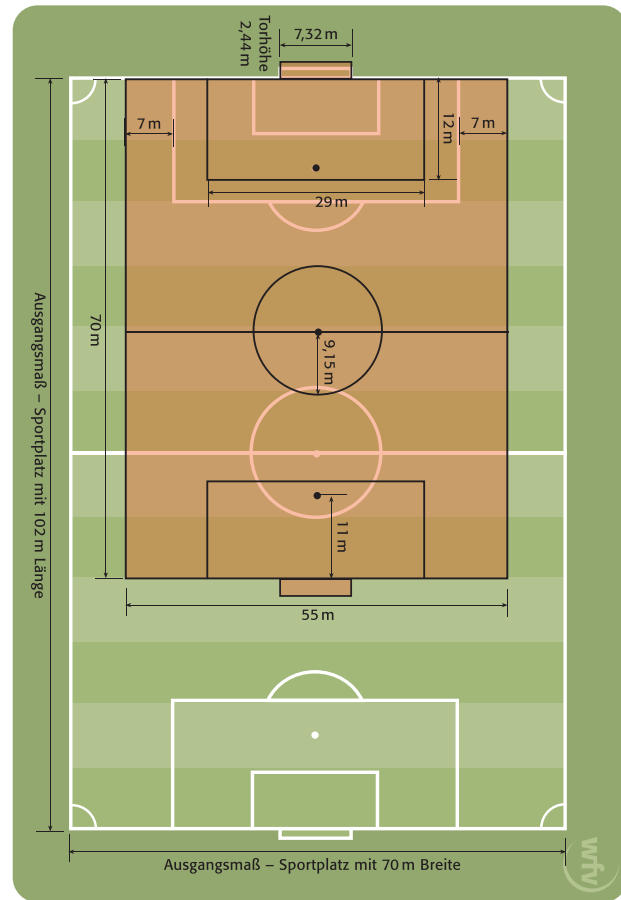 Torhöhe
2,44 m
7,32 m
7 m
12 m
7 m
29 m
70 m
9,15 m
11 m
55 m
Ausgangsmaß – Sportplatz mit 102 m Länge
Ausgangsmaß – Sportplatz mit 70 m Breite
wfv